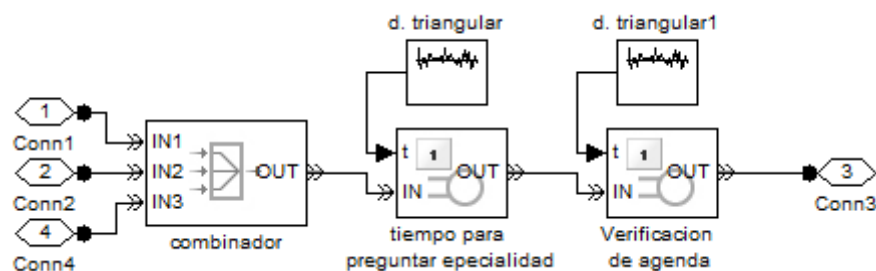 d. triangular
d. triangular1
1
Conn1
2
Conn2
4
Conn4
IN1
IN2
IN3
OUT
combinador
t
1
OUT
IN
tiempo para
preguntar epecialidad
t
1
OUT
IN
Verificacion
de agenda
3
Conn3